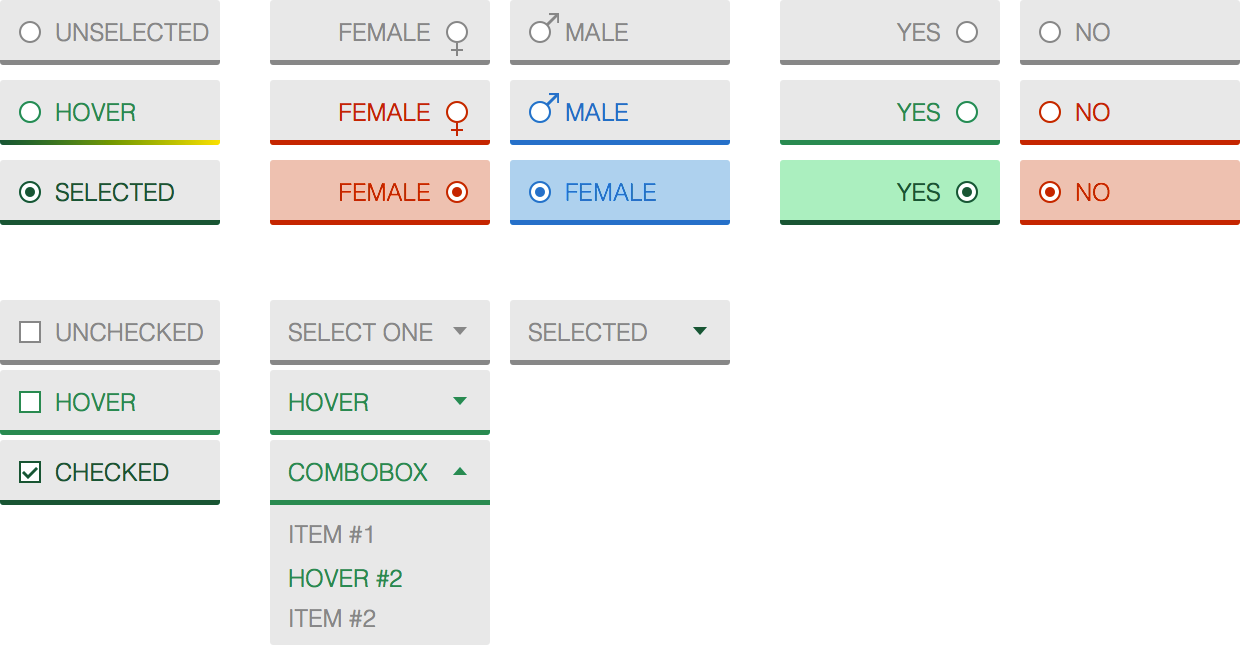 UNSELECTED
FEMALE
MALE
YES
NO
HOVER
FEMALE
MALE
YES
NO
SELECTED
FEMALE
FEMALE
YES
NO
UNCHECKED
SELECT ONE
SELECTED
HOVER
HOVER
CHECKED
COMBOBOX
ITEM #1
HOVER #2
ITEM #2